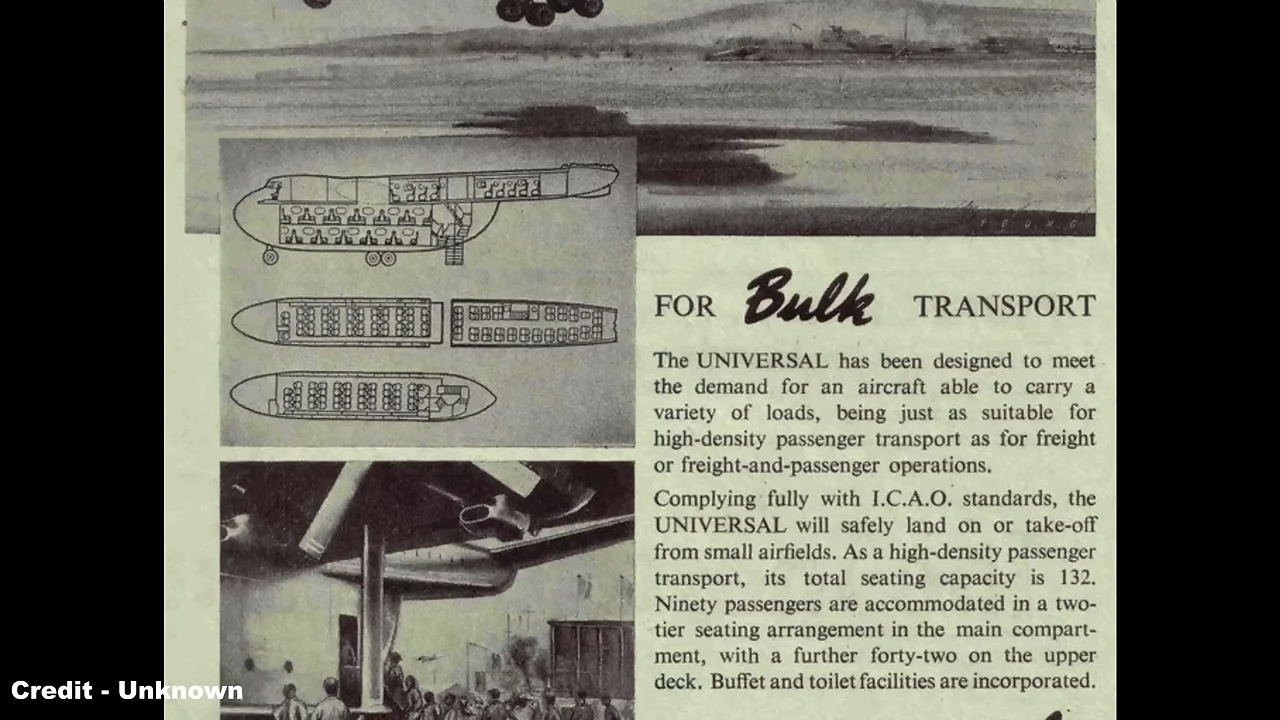 YOUNG
FOR Bulk TRANSPORT
The UNIVERSAL has been designed to meet
the demand for an aircraft able to carry a
variety of loads, being just as suitable for
high-density passenger transport as for freight
or freight-and-passenger operations.
Complying fully with I.C.A.O. standards, the
UNIVERSAL will safely land on or take-off
from small airfields. As a high-density passenger
transport, its total seating capacity is 132.
Ninety passengers are accommodated in a two-
tier seating arrangement in the main compart-
ment, with a further forty-two on the upper
deck. Buffet and toilet facilities are incorporated.
Credit - Unknown